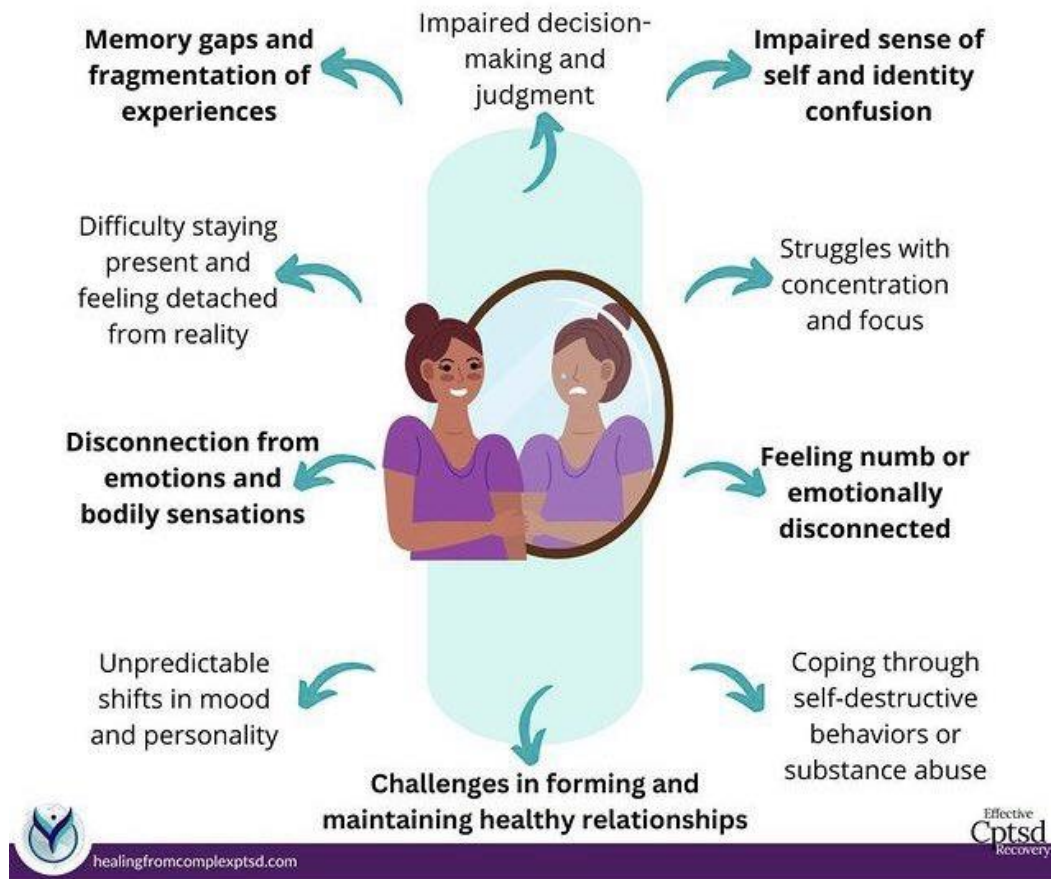 Memory gaps and
fragmentation of
experiences
Impaired decision-
making and
judgment
Impaired sense of
self and identity
confusion
Difficulty staying
present and
feeling detached
from reality
Struggles with
concentration
and focus
Disconnection from
emotions and
bodily sensations
Feeling numb or
emotionally
disconnected
Unpredictable
shifts in mood
and personality
Coping through
self-destructive
behaviors or
substance abuse
Challenges in forming and
maintaining healthy relationships
healingfromcomplexptsd.com
Effective
Cptsd
Recovery